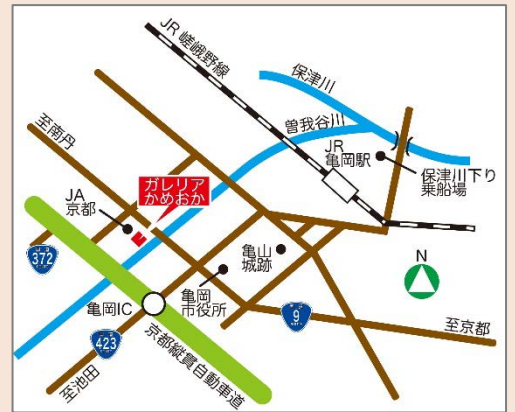 JR 嵯峨野線
保津川
曽我谷川
至南丹
JR
亀岡駅
保津川下り
乗船場
ガレリア
かめおか
JA
京都
亀山
城跡
N
372
亀岡IC
亀岡
市役所
9
至京都
423
京都縦貫自動車道
至池田